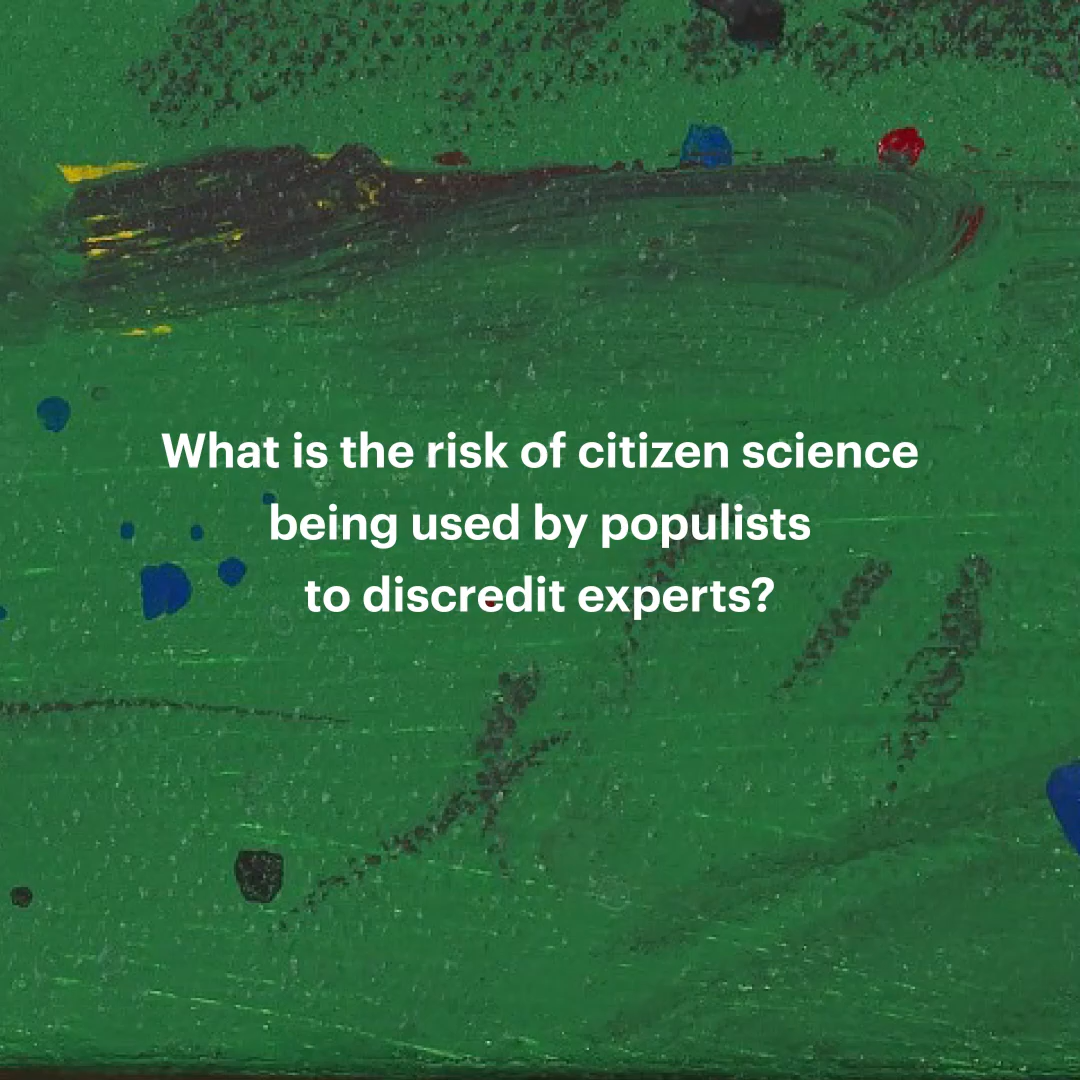 What is the risk of citizen science
being used by populists
to discredit experts?